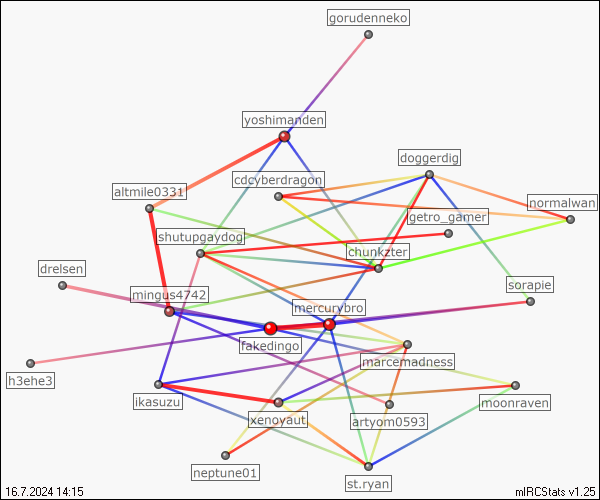 gorudenneko
yoshimanden
doggerdig
cdcyberdragon
altmile0331
normalwan
getro_gamer
shutupgaydog
chunkzter
drelsen
mingus4742
sorapie
mercurybro
fakedingo
marcemadness
h3ehe3
ikasuzu
moonraven
xenoyaut
artyom0593
neptune01
st.ryan
16.7.2024 14:15
mIRCStats v1.25